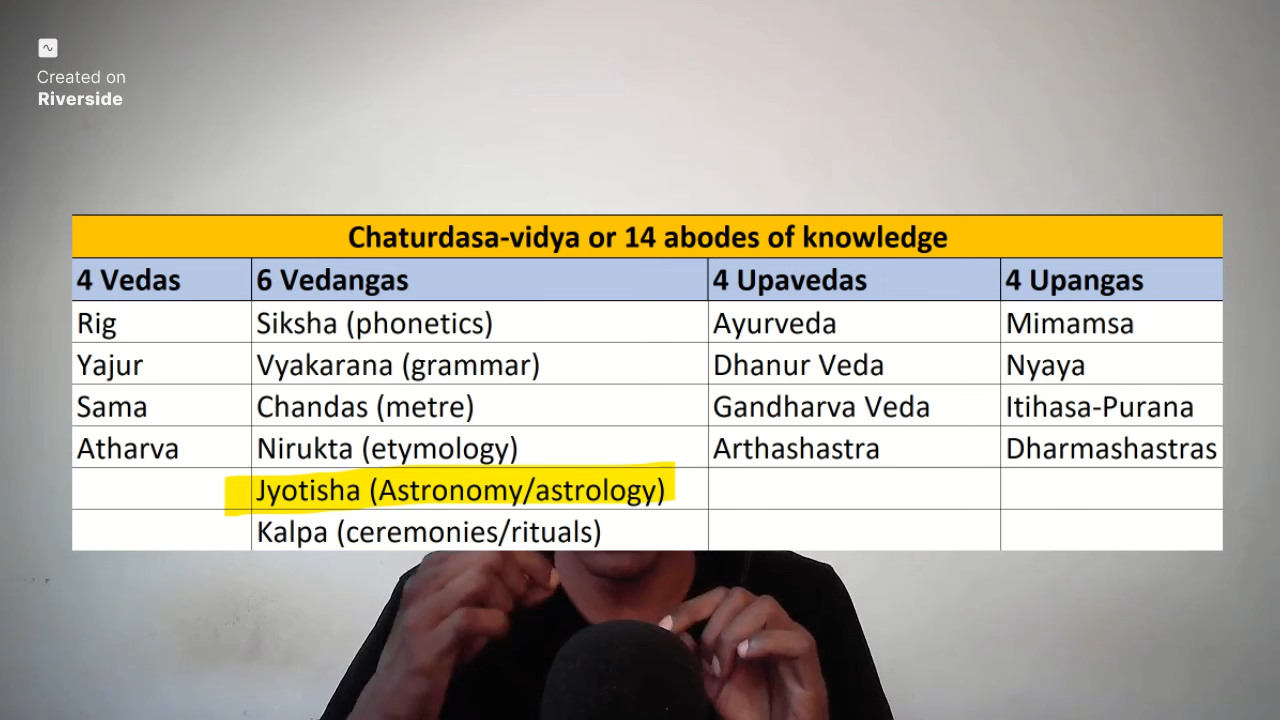 Created on
Riverside
Chaturdasa-vidya or 14 abodes of knowledge
4 Vedas 6 Vedangas 4 Upavedas 4 Upangas
Rig Siksha (phonetics) Ayurveda Mimamsa
Yajur Vyakarana (grammar) Dhanur Veda Nyaya
Sama Chandas (metre) Gandharva Veda Itihasa-Purana
Atharva Nirukta (etymology) Arthashastra Dharmashastras
Jyotisha (Astronomy/astrology)
Kalpa (ceremonies/rituals)